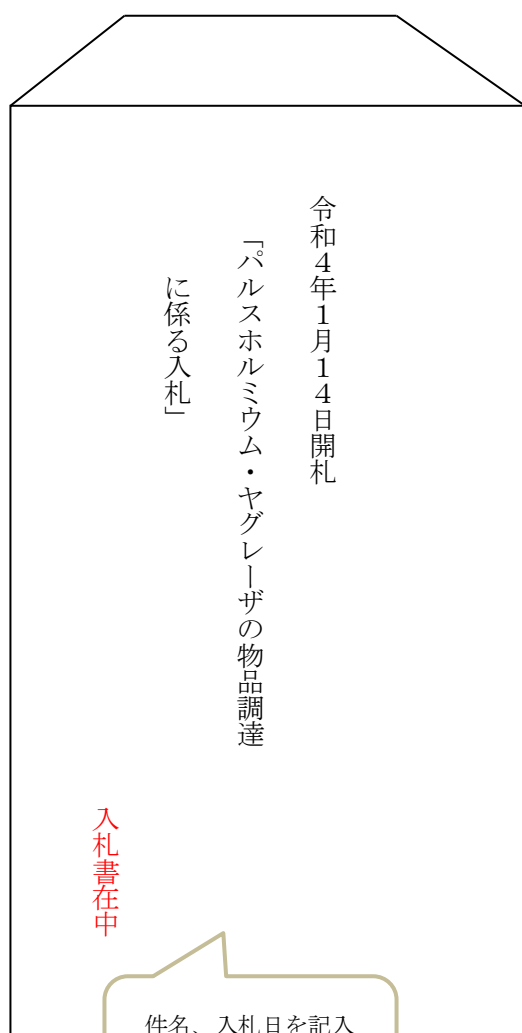 令和４年１月１４日開札
「パルスホルミウム・ヤグレーザの物品調達
に係る入札」
入札書在中
件名、入札日を記入